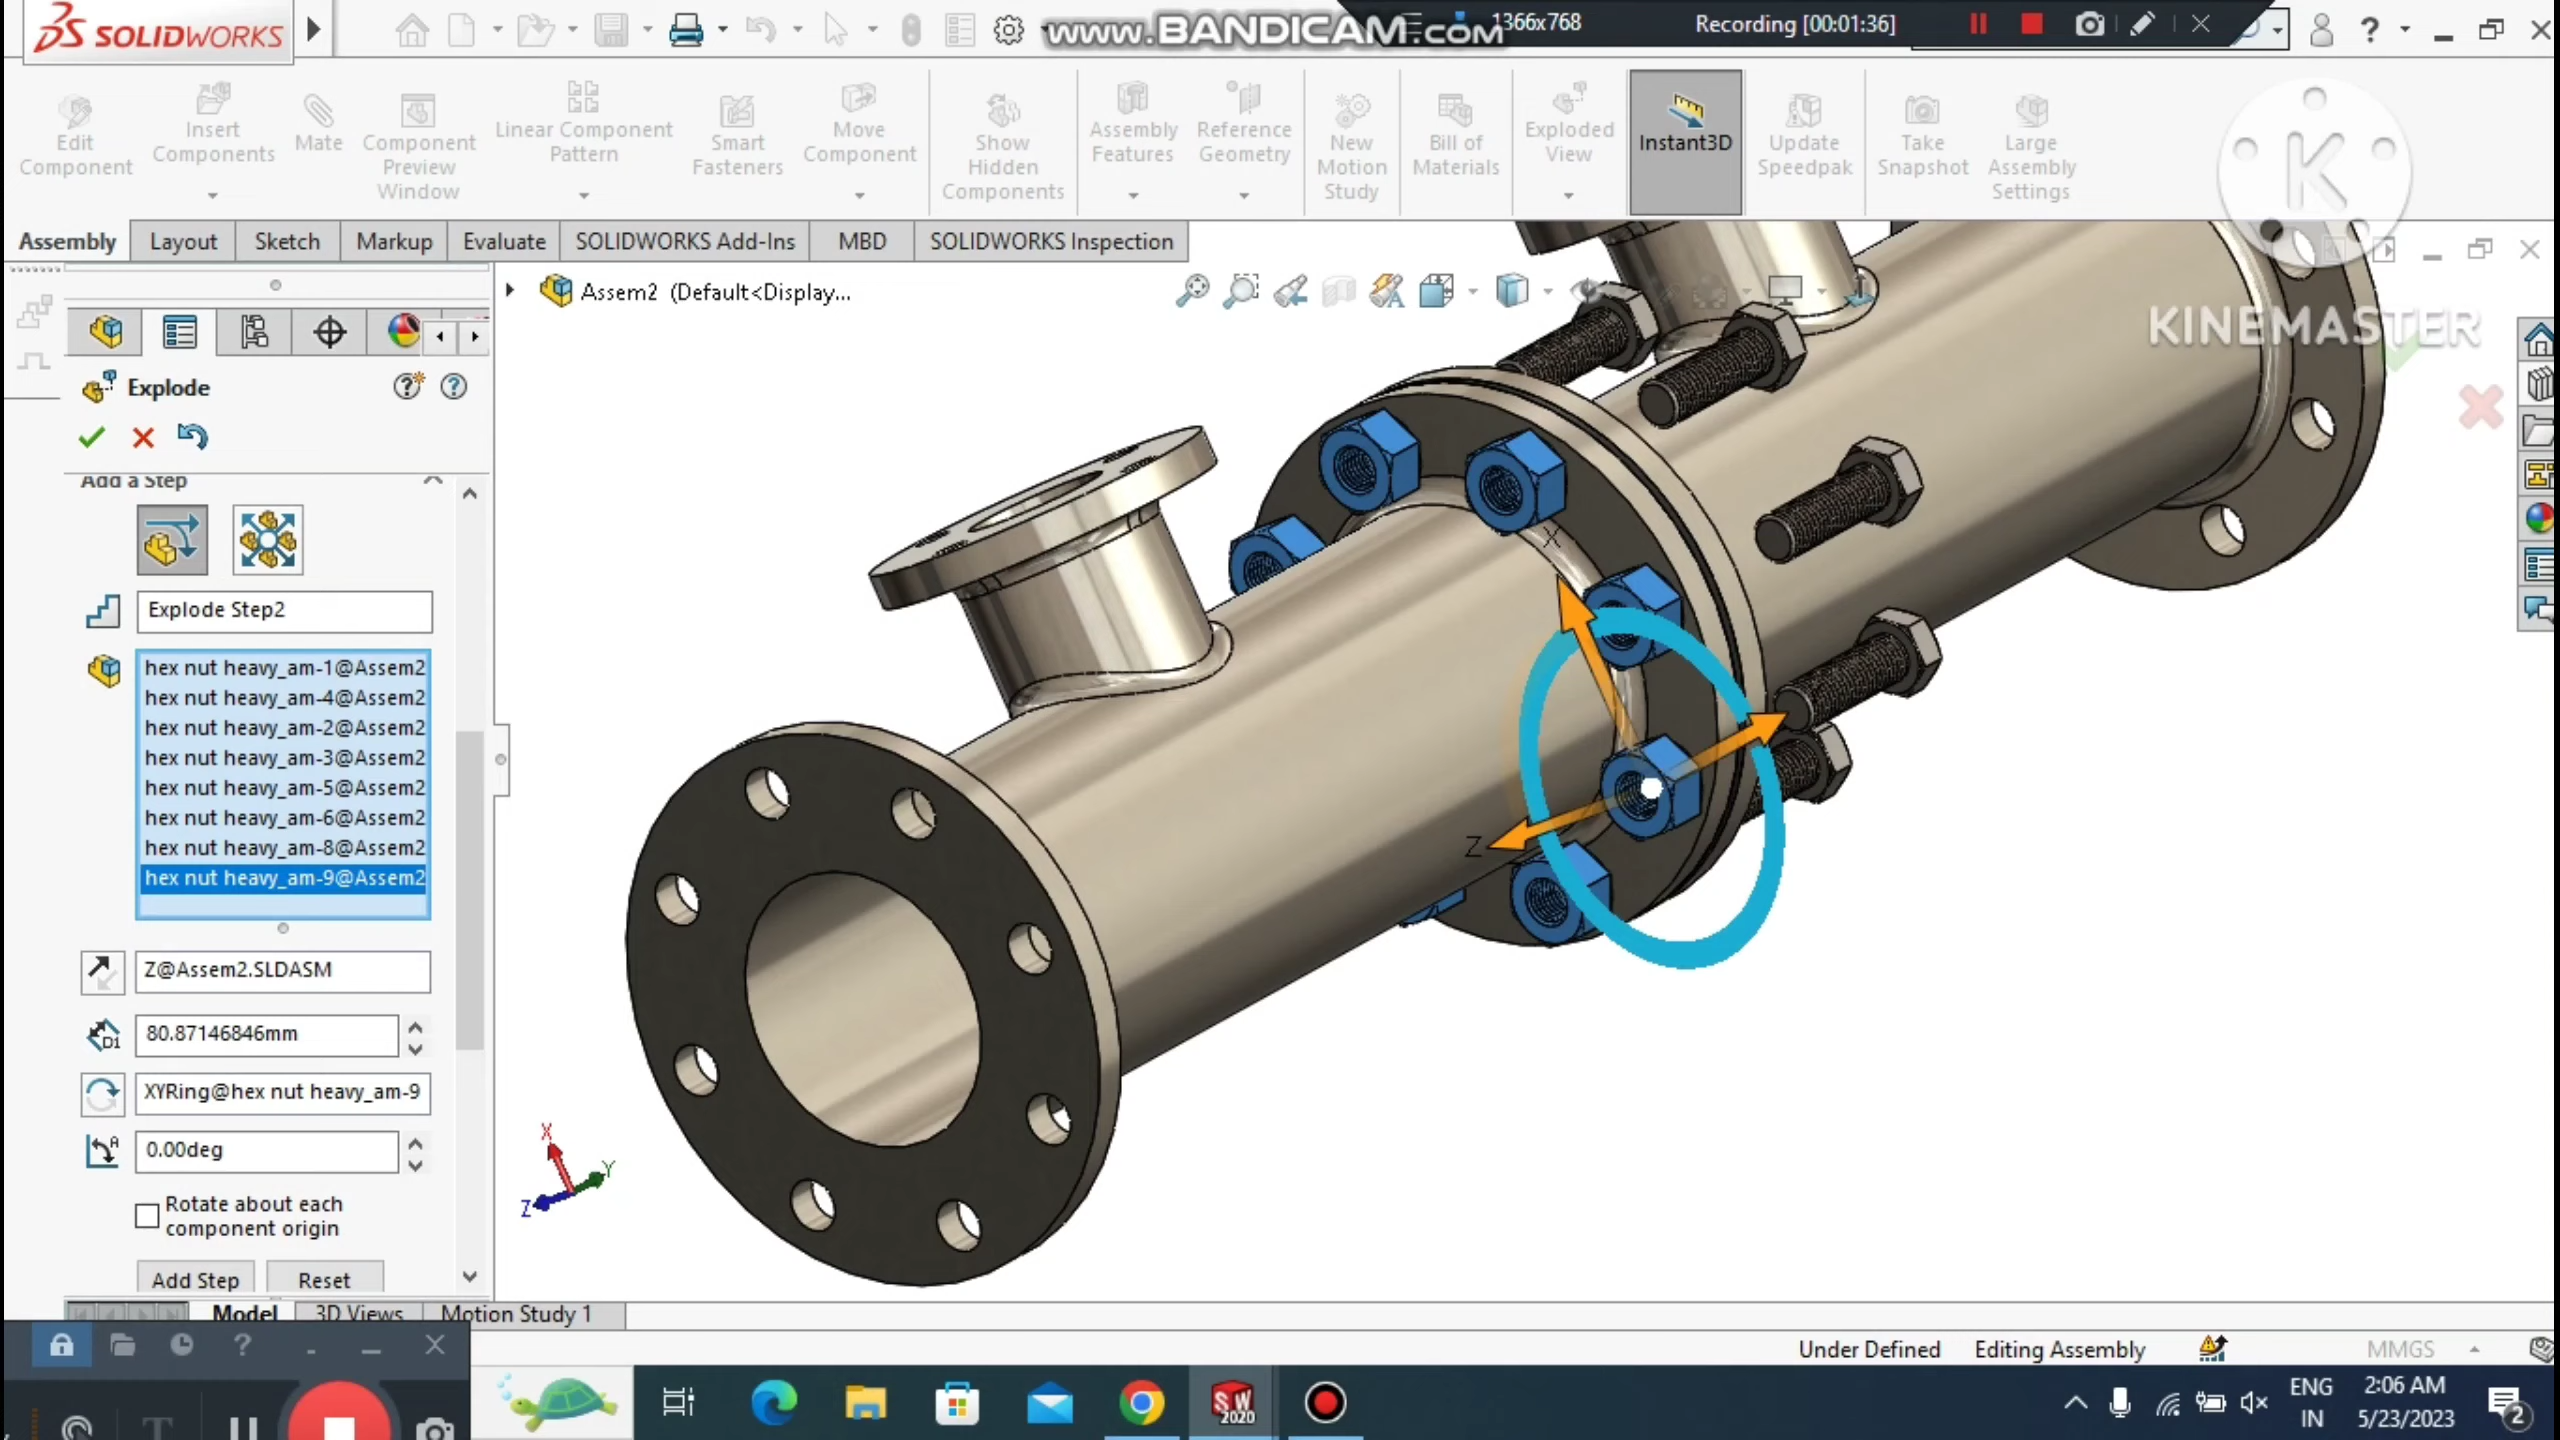 SOLIDWORKS
www.BANDICAM.com
1366x768
Recording [00:01:36]
Edit Component
Insert Components
Mate
Component Preview Window
Linear Component Pattern
Smart Fasteners
Move Component
Show Hidden Components
Assembly Features
Reference Geometry
New Motion Study
Bill of Materials
Exploded View
Instant3D
Update Speedpak
Take Snapshot
Large Assembly Settings
K
KINEMASTER
Assembly
Layout
Sketch
Markup
Evaluate
SOLIDWORKS Add-Ins
MBD
SOLIDWORKS Inspection
Assem2 (Default<Display...
Explode
Add a Step
Explode Step2
hex nut heavy_am-1@Assem2
hex nut heavy_am-4@Assem2
hex nut heavy_am-2@Assem2
hex nut heavy_am-3@Assem2
hex nut heavy_am-5@Assem2
hex nut heavy_am-6@Assem2
hex nut heavy_am-8@Assem2
hex nut heavy_am-9@Assem2
Z@Assem2.SLDASM
D1
80.87146846mm
XYRing@hex nut heavy_am-9
A
0.00deg
Rotate about each
component origin
Add Step
Reset
X
Z
X
Y
Z
Model
3D Views
Motion Study 1
Under Defined
Editing Assembly
MMGS
SW
2020
ENG
IN
2:06 AM
5/23/2023
2